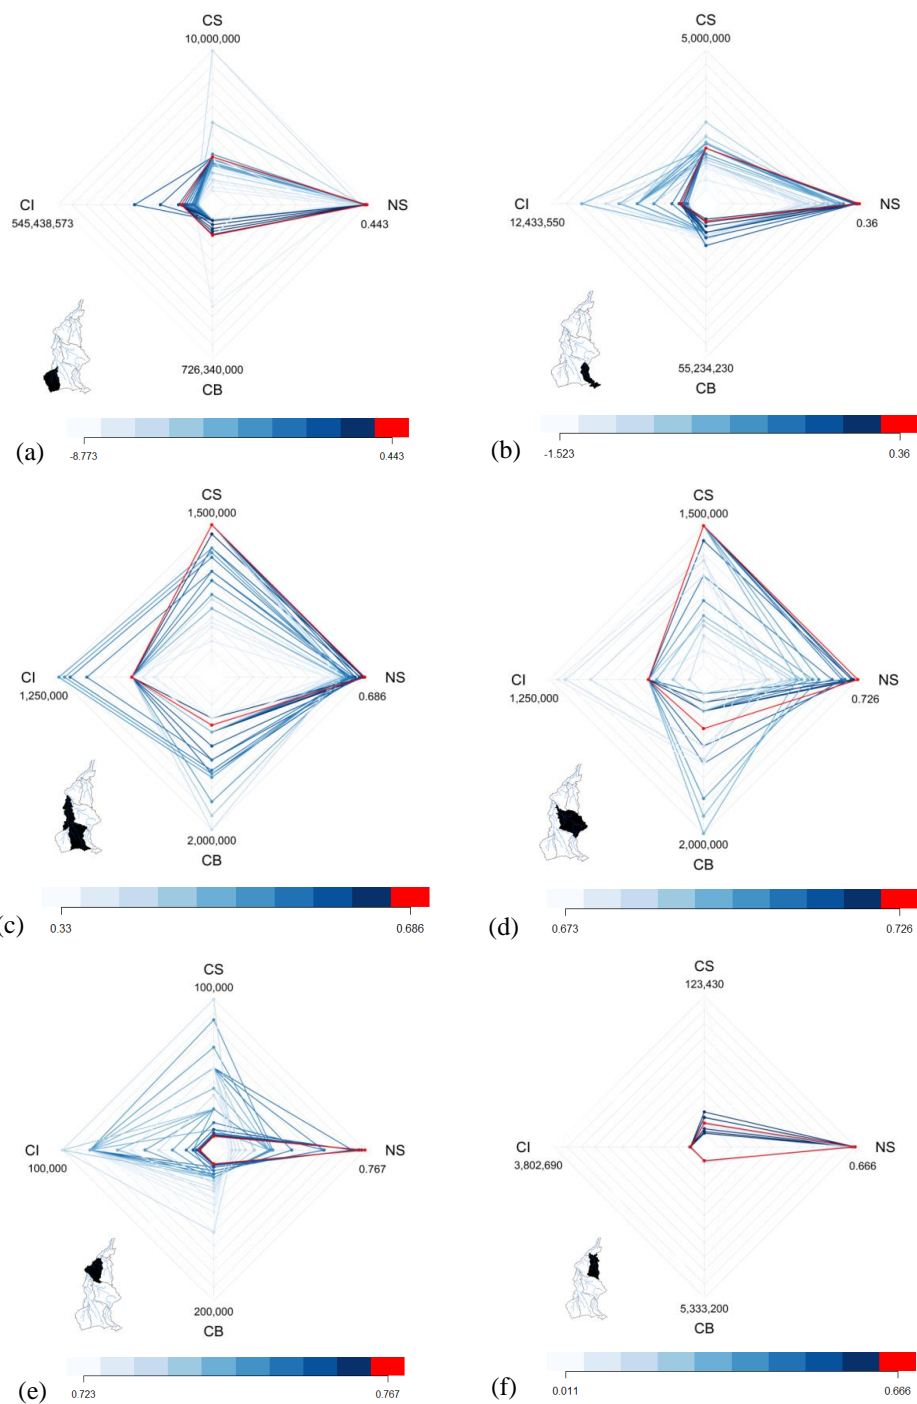 CS
10,000,000
CI
545,438,573
NS
0.443
726,340,000
CB
(a)
-8.773
0.443
CS
5,000,000
CI
12,433,550
NS
0.36
55,234,230
CB
(b)
-1.523
0.36
CS
1,500,000
CI
1,250,000
NS
0.686
2,000,000
CB
(c)
0.33
0.686
CS
1,500,000
CI
1,250,000
NS
0.726
2,000,000
CB
(d)
0.673
0.726
CS
100,000
CI
100,000
NS
0.767
200,000
CB
(e)
0.723
0.767
CS
123,430
CI
3,802,690
NS
0.666
5,333,200
CB
(f)
0.011
0.666